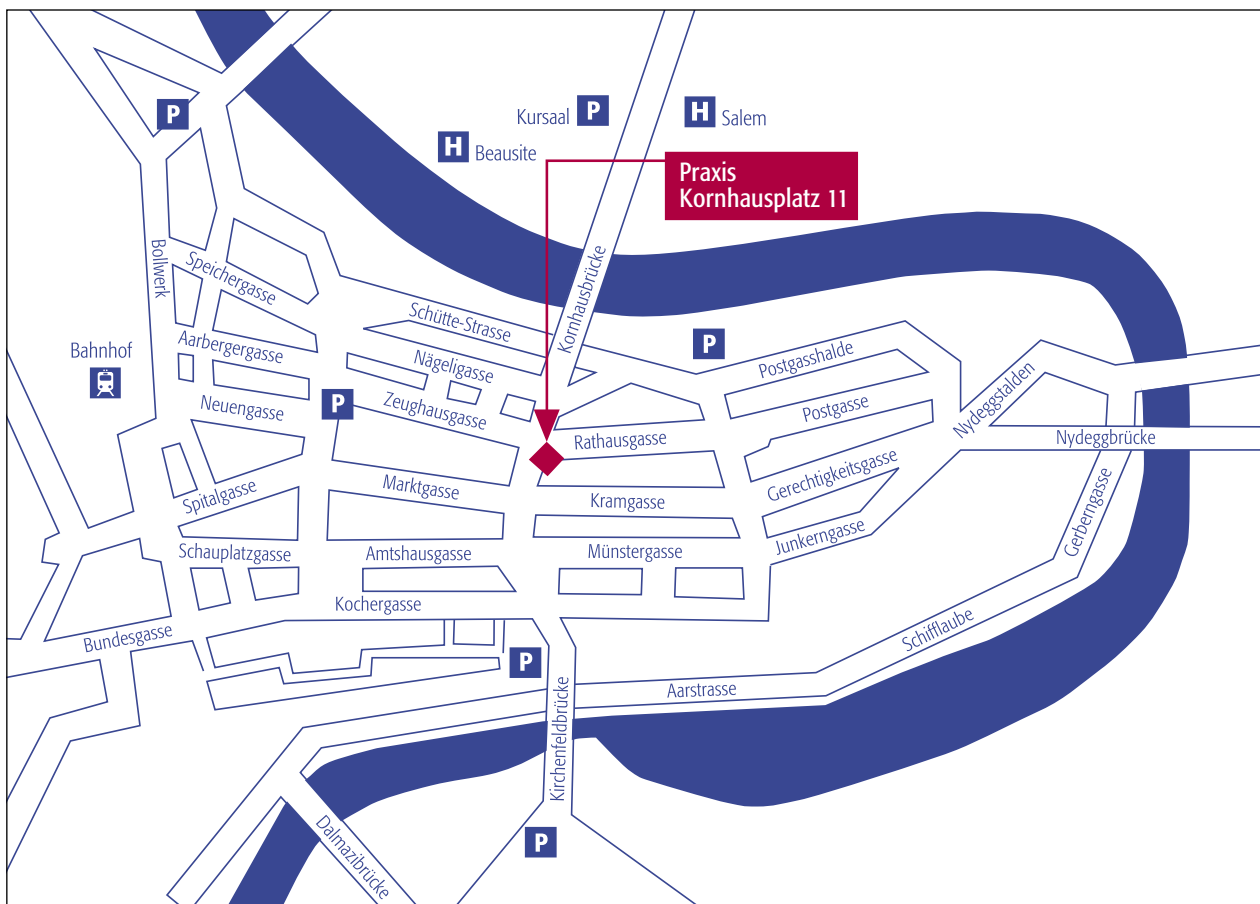 P
Kursaal P
H Salem
H Beausite
Praxis
Kornhausplatz 11
Bollwerk
Speichergasse
Kornhausbrücke
Schütte-Strasse
Bahnhof
Aarbergergasse
Nägeligasse
P
Postgasshalde
Nydeggstalden
Neuengasse
P
Zeughausgasse
Postgasse
Rathausgasse
Nydeggbrücke
Spitalgasse
Marktgasse
Kramgasse
Gerechtigkeitsgasse
Schauplatzgasse
Amtshausgasse
Münstergasse
Junkerngasse
Gerberngasse
Kochergasse
Bundesgasse
Schifflaube
P
Aarstrasse
Kirchenfeldbrücke
Dalmazibrücke
P